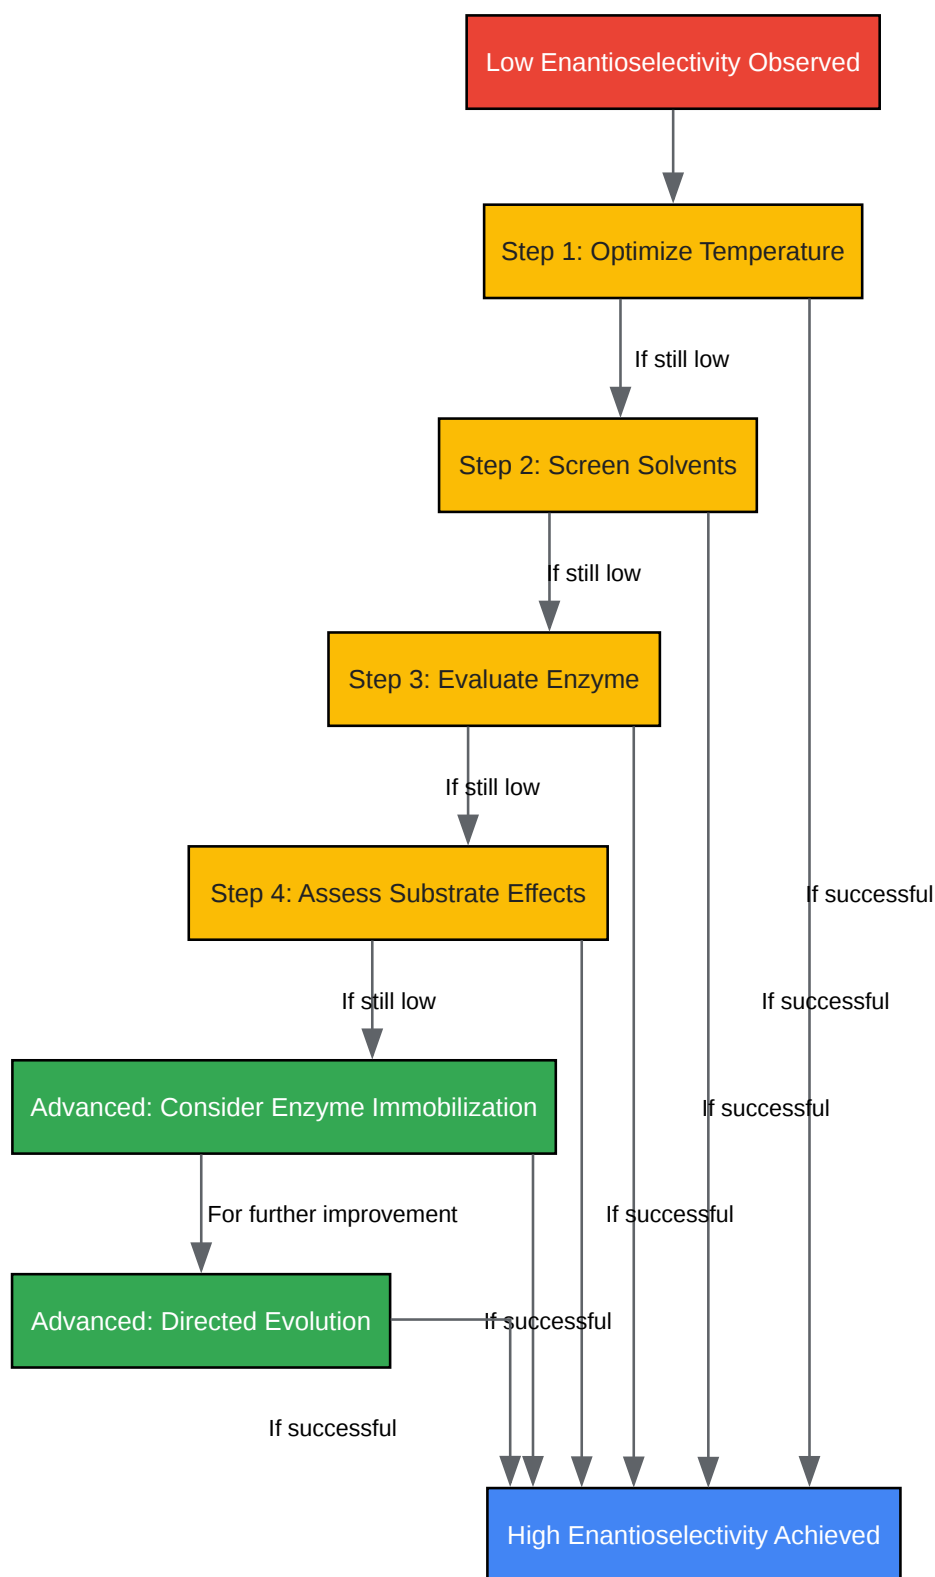 Low Enantioselectivity Observed
Step 1: Optimize Temperature
If still low
Step 2: Screen Solvents
If still low
Step 3: Evaluate Enzyme
If still low
Step 4: Assess Substrate Effects
If successful
If still low
If successful
Advanced: Consider Enzyme Immobilization
If successful
For further improvement
If successful
Advanced: Directed Evolution
If successful
If successful
High Enantioselectivity Achieved